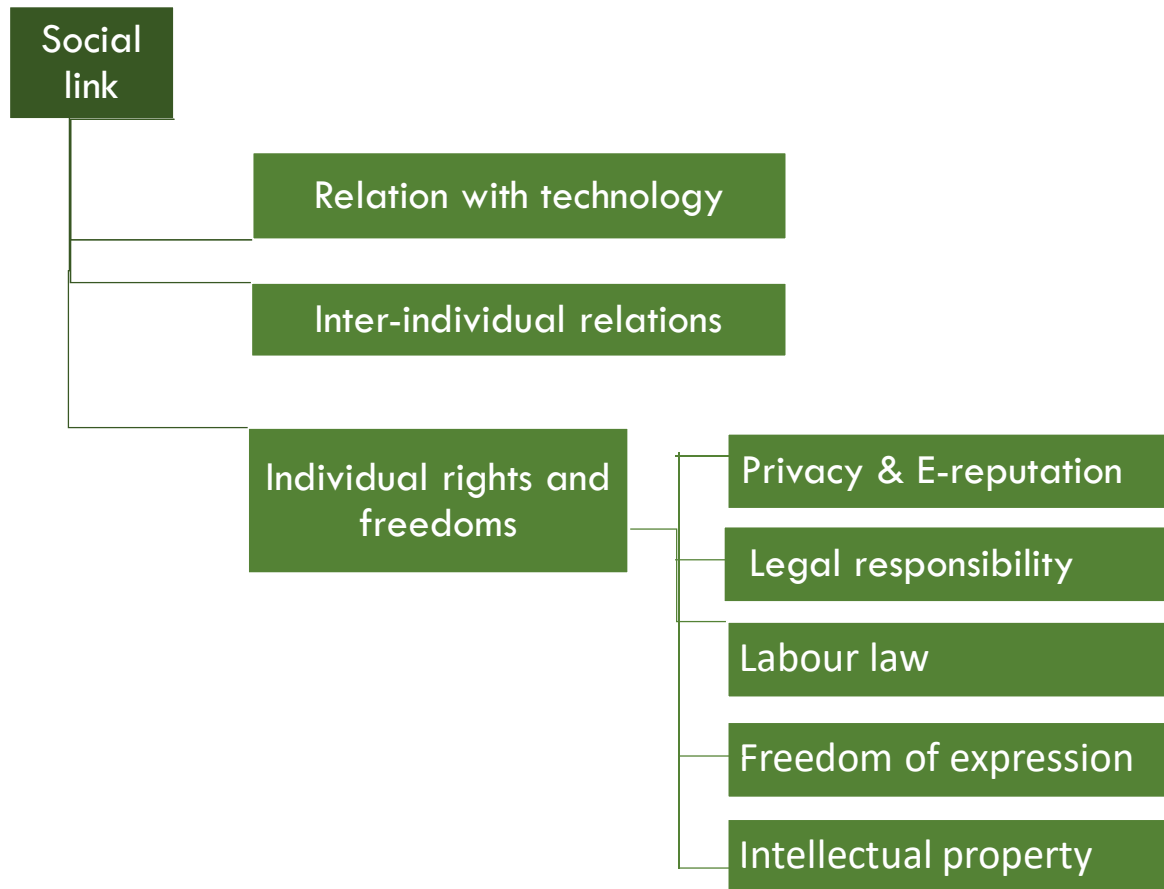 Social
link
Relation with technology
Inter-individual relations
Individual rights and
freedoms
Privacy & E-reputation
Legal responsibility
Labour law
Freedom of expression
Intellectual property